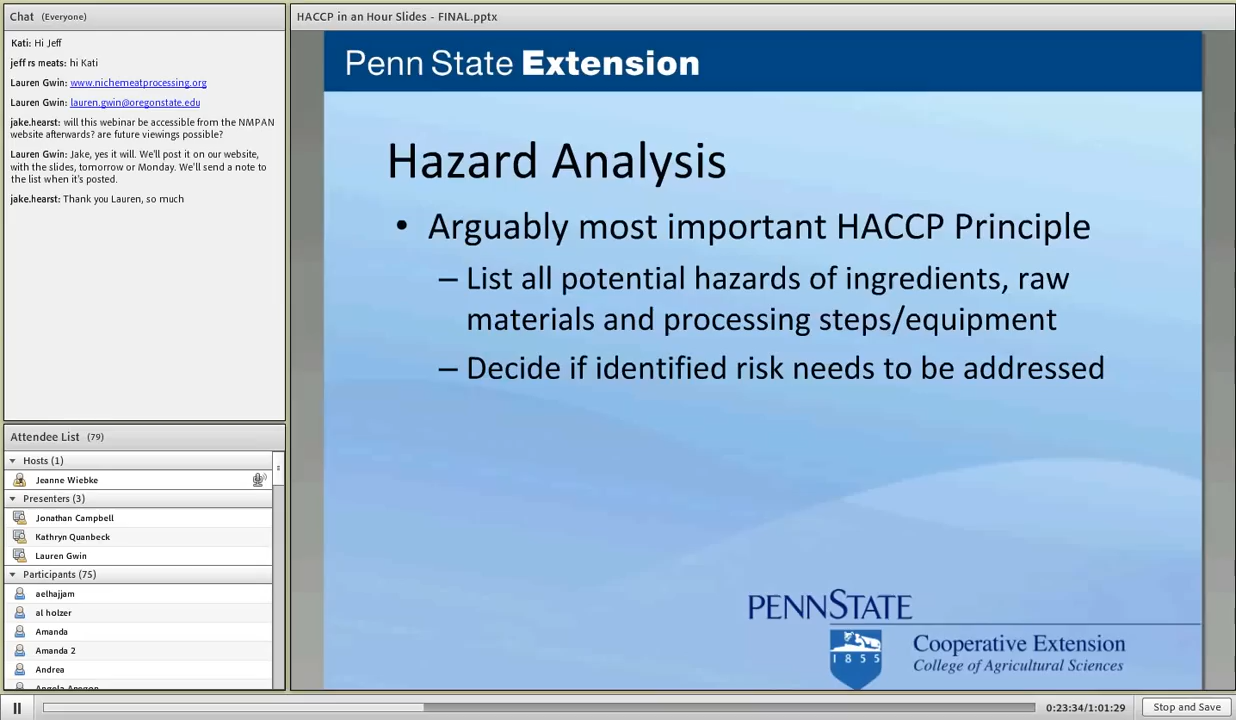 Chat (Everyone)
Kati: Hi Jeff
jeff rs meats: hi Kati
Lauren Gwin: www.nichemeatprocessing.org
Lauren Gwin: lauren.gwin@oregonstate.edu
jake.hearst: will this webinar be accessible from the NMPAN
website afterwards? are future viewings possible?
Lauren Gwin: Jake, yes it will. We'll post it on our website,
with the slides, tomorrow or Monday. We'll send a note to
the list when it's posted.
jake.hearst: Thank you Lauren, so much
Attendee List (79)
Hosts (1)
Jeanne Wiebke
Presenters (3)
Jonathan Campbell
Kathryn Quanbeck
Lauren Gwin
Participants (75)
aelhajjam
al holzer
Amanda
Amanda 2
Andrea
Angela Aragon
HACCP in an Hour Slides - FINAL.pptx
Penn State Extension
Hazard Analysis
• Arguably most important HACCP Principle
– List all potential hazards of ingredients, raw
materials and processing steps/equipment
– Decide if identified risk needs to be addressed
PENNSTATE
1855
Cooperative Extension
College of Agricultural Sciences
0:23:34/1:01:29
Stop and Save